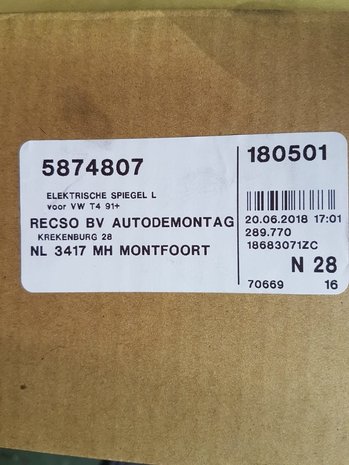 5874807
ELEKTRISCHE SPIEGEL L
voor VW T4 91+
RECSO BV AUTODEMONTAG
KREKENBURG 28
NL 3417 MH MONTFOORT
180501
20.06.2018 17:01
289.770
18683071ZC
N 28
70669 16